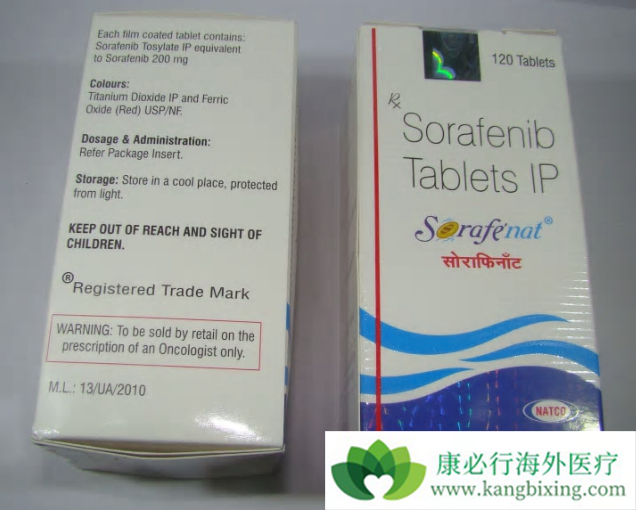 Each film coated tablet contains:
Sorafenib Tosylate IP equivalent
to Sorafenib 200 mg
Colours:
Titanium Dioxide IP and Ferric
Oxide (Red) USP/NF.
Dosage & Administration:
Refer Package Insert.
Storage: Store in a cool place, protected
from light.
KEEP OUT OF REACH AND SIGHT OF
CHILDREN.
®Registered Trade Mark
WARNING: To be sold by retail on the
prescription of an Oncologist only.
M.L.: 13/UA/2010
120 Tablets
Rx
Sorafenib
Tablets IP
Sorafenat®
सोराफिनॉट
NATCO
康必行海外医疗
www.kangbixing.com